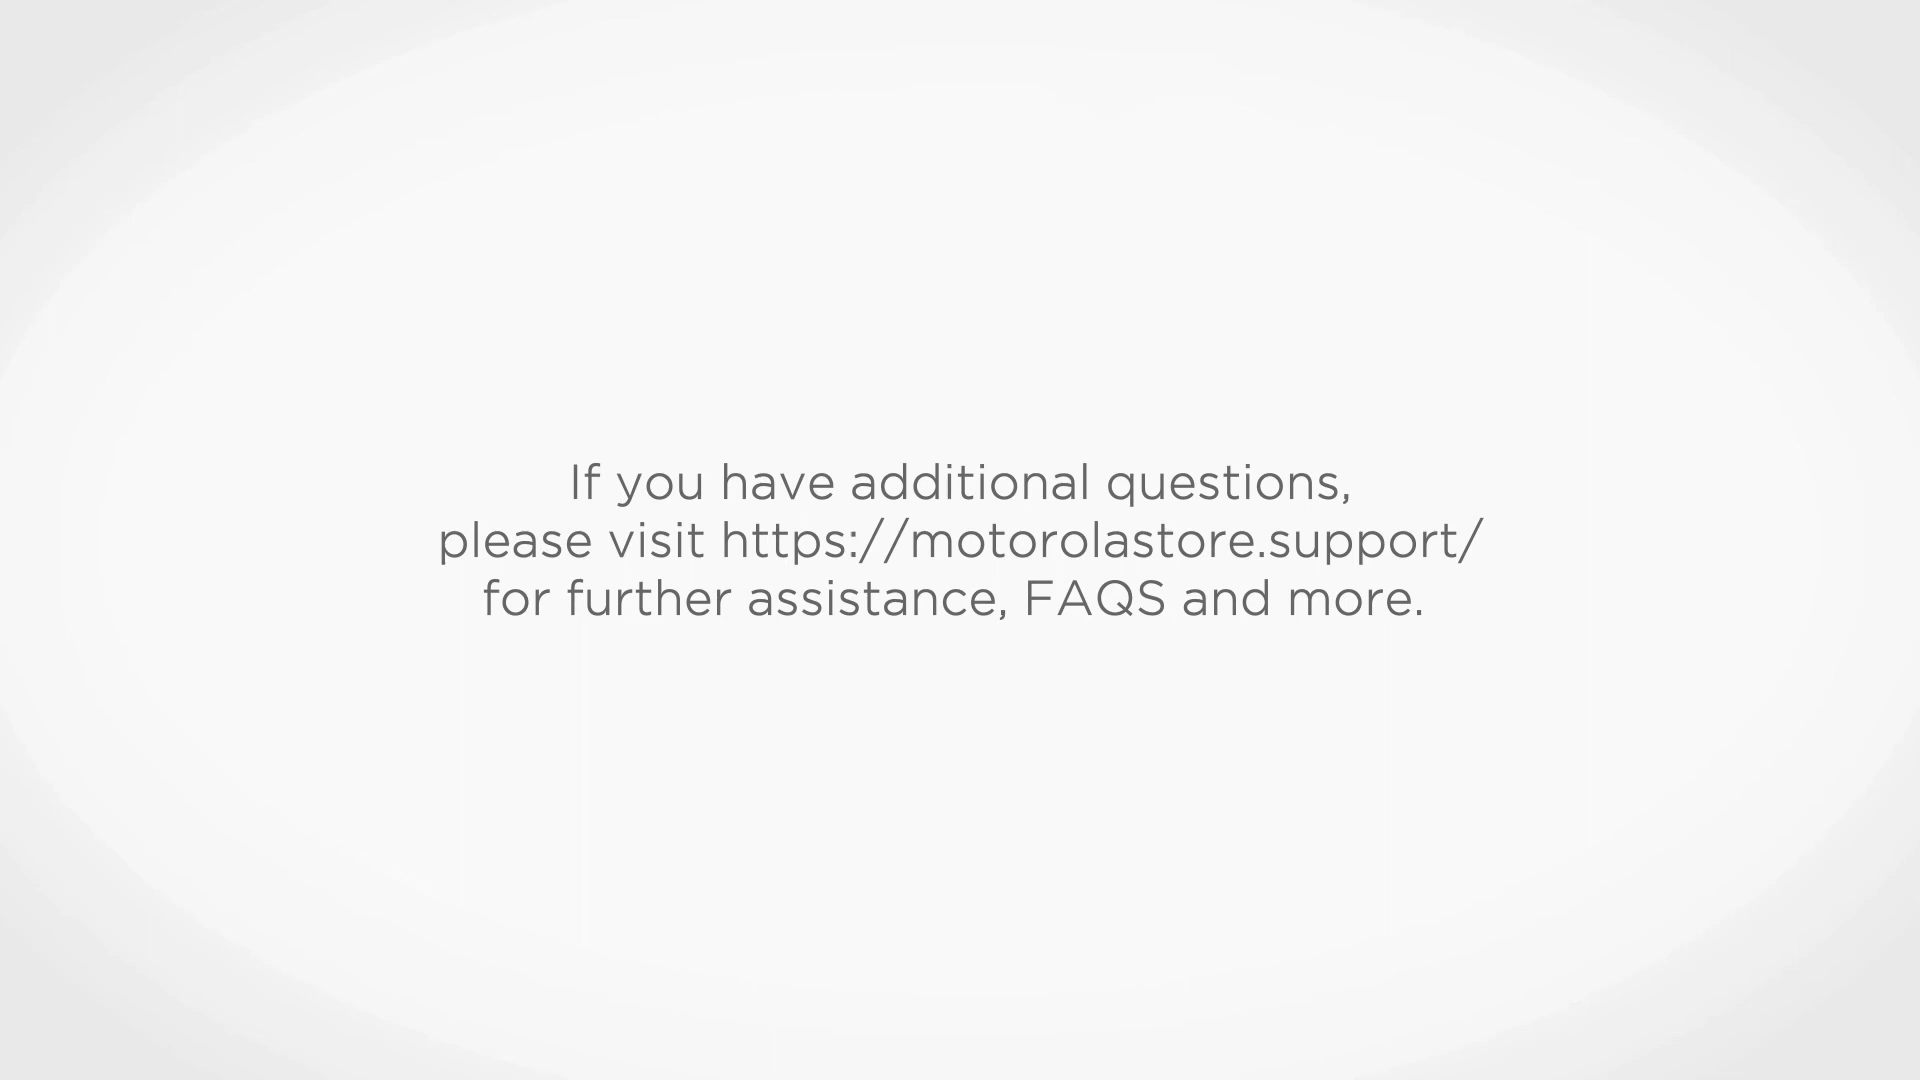 If you have additional questions,
please visit https://motorolastore.support/
for further assistance, FAQS and more.